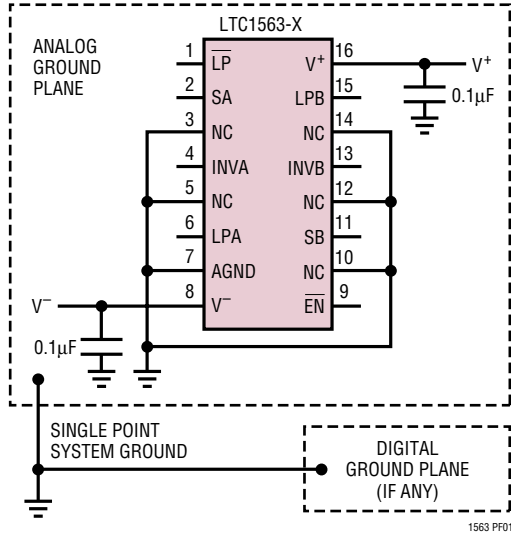 LTC1563-X
ANALOG
GROUND
PLANE
1
L̅P̅
2
SA
3
NC
4
INVA
5
NC
6
LPA
7
AGND
8
V⁻
16
V⁺
15
LPB
14
NC
13
INVB
12
NC
11
SB
10
NC
9
E̅N̅
V⁺
0.1µF
V⁻
0.1µF
SINGLE POINT
SYSTEM GROUND
DIGITAL
GROUND PLANE
(IF ANY)
1563 PF01